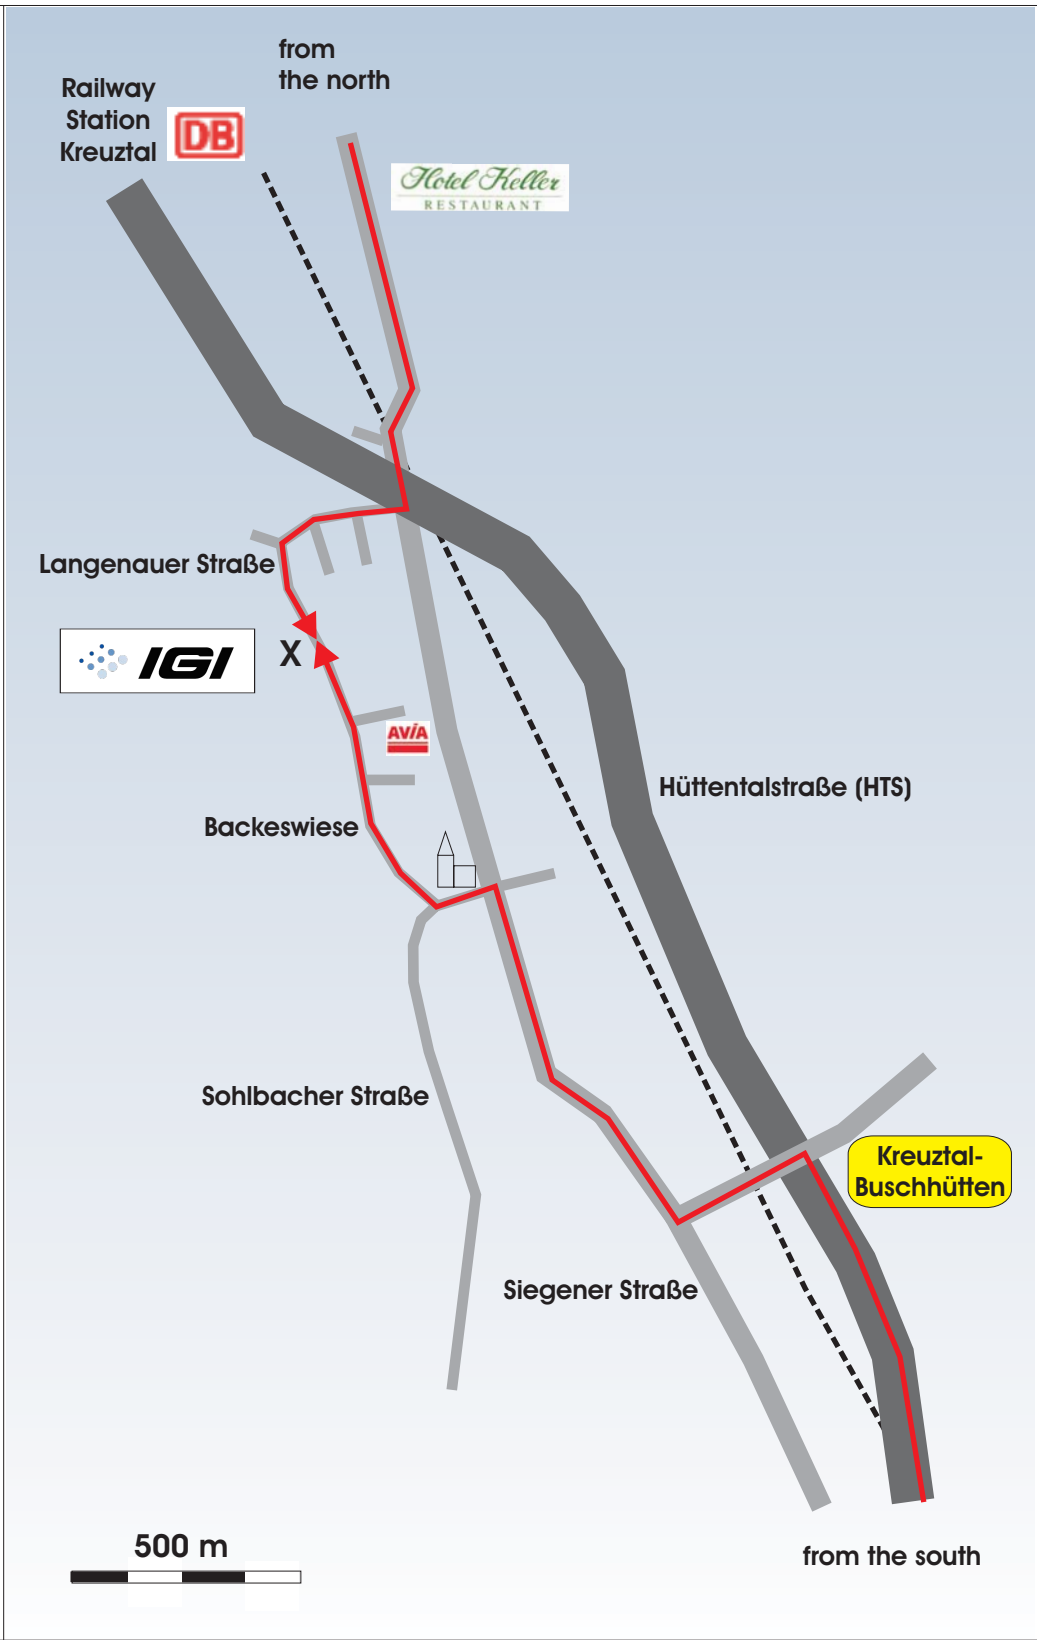 from
the north
Railway
Station
Kreuztal
DB
Hotel Keller
RESTAURANT
Langenauer Straße
X
IGI
AVIA
Hüttentalstraße (HTS)
Backeswiese
Sohlbacher Straße
Kreuztal-
Buschhütten
Siegener Straße
500 m
from the south